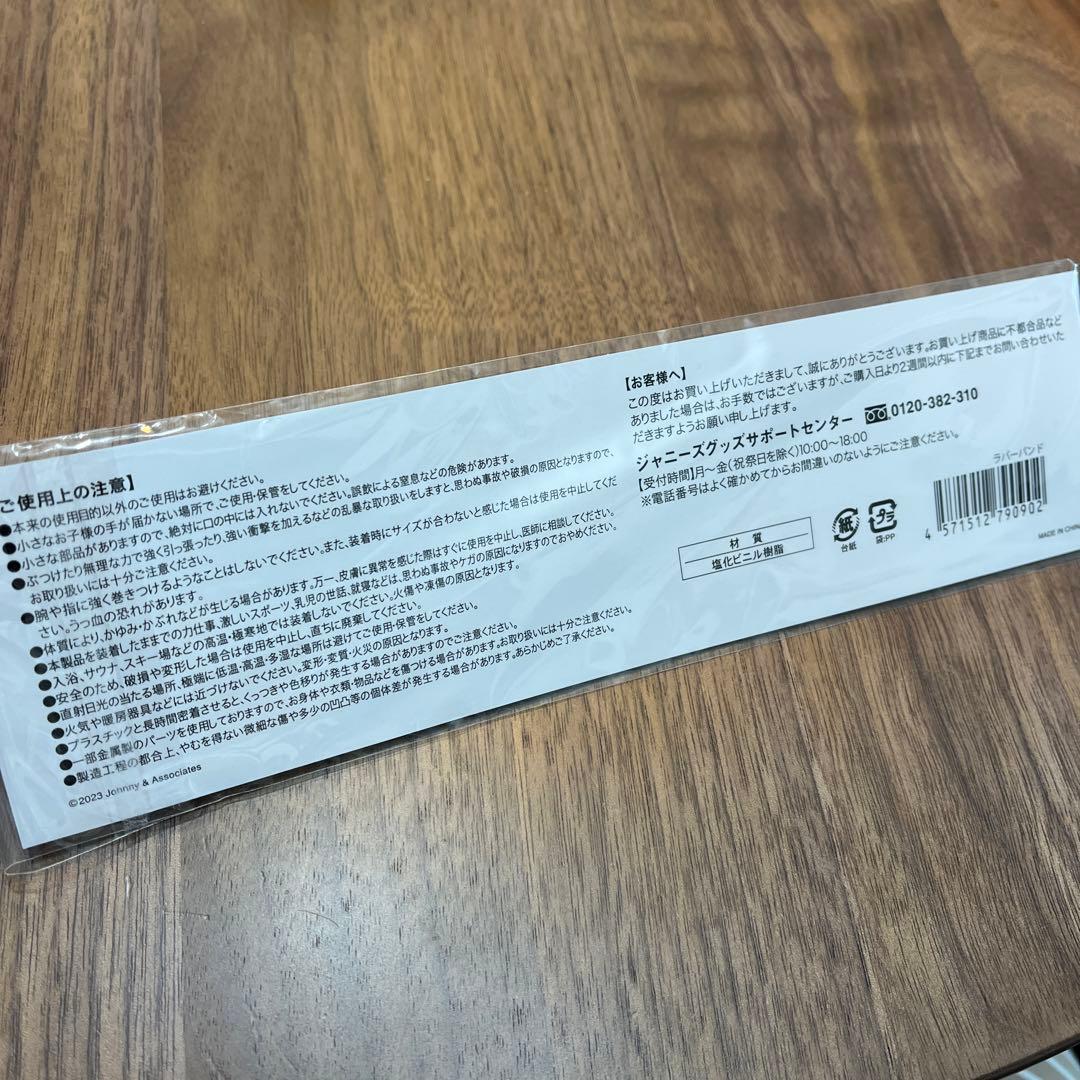 ご使用上の注意】
●本来の使用目的以外のご使用はお避けください。
●小さなお子様の手が届かない場所で、ご使用・保管をしてください。
●小さな部品がありますので、絶対に口の中には入れないでください。誤飲による窒息などの危険があります。
●ぶつけたり無理な力で強く引っ張ったり、強い衝撃を加えるなどの乱暴な取り扱いをしますと、思わぬ事故や破損の原因となりますので、
お取り扱いには十分ご注意ください。
●腕や指に強く巻きつけるようなことはしないでください。また、装着時にサイズが合わないと感じた場合は使用を中止してくだ
さい。うっ血の恐れがあります。
●体質により、かゆみ・かぶれなどが生じる場合があります。万一、皮膚に異常を感じた際はすぐに使用を中止し、医師に相談してください。
●本製品を装着したままでの力仕事、激しいスポーツ、乳児の世話、就寝などは、思わぬ事故やケガの原因になりますのでおやめください。
●入浴、サウナ、スキー場などの高温・極寒地では装着しないでください。火傷や凍傷の原因となります。
●安全のため、破損や変形した場合は使用を中止し、直ちに廃棄してください。
●直射日光の当たる場所、極端に低温・高温・多湿な場所は避けてご使用・保管をしてください。
●火気や暖房器具などには近づけないでください。変形・変質・火災の原因となります。
●プラスチックと長時間密着させると、くっつきや色移りが発生する場合がありますのでご注意ください。
●一部金属製のパーツを使用しておりますので、お身体や衣類・物品などを傷つける場合があります。お取り扱いには十分ご注意ください。
●製造工程の都合上、やむを得ない微細な傷や多少の凹凸等の個体差が発生する場合があります。あらかじめご了承ください。
©2023 Johnny & Associates
【お客様へ】
この度はお買い上げいただきまして、誠にありがとうございます。お買い上げ商品に不都合品など
ありました場合は、お手数ではございますが、ご購入日より2週間以内に下記までお問い合わせいた
だきますようお願い申し上げます。
ジャニーズグッズサポートセンター 0120-382-310
【受付時間】月〜金(祝祭日を除く)10:00〜18:00
※電話番号はよく確かめてからお間違いのないようにご注意ください。
材 質
塩化ビニル樹脂
紙
台紙
プラ
袋:PP
ラバーバンド
4 571512 790902
MADE IN CHINA